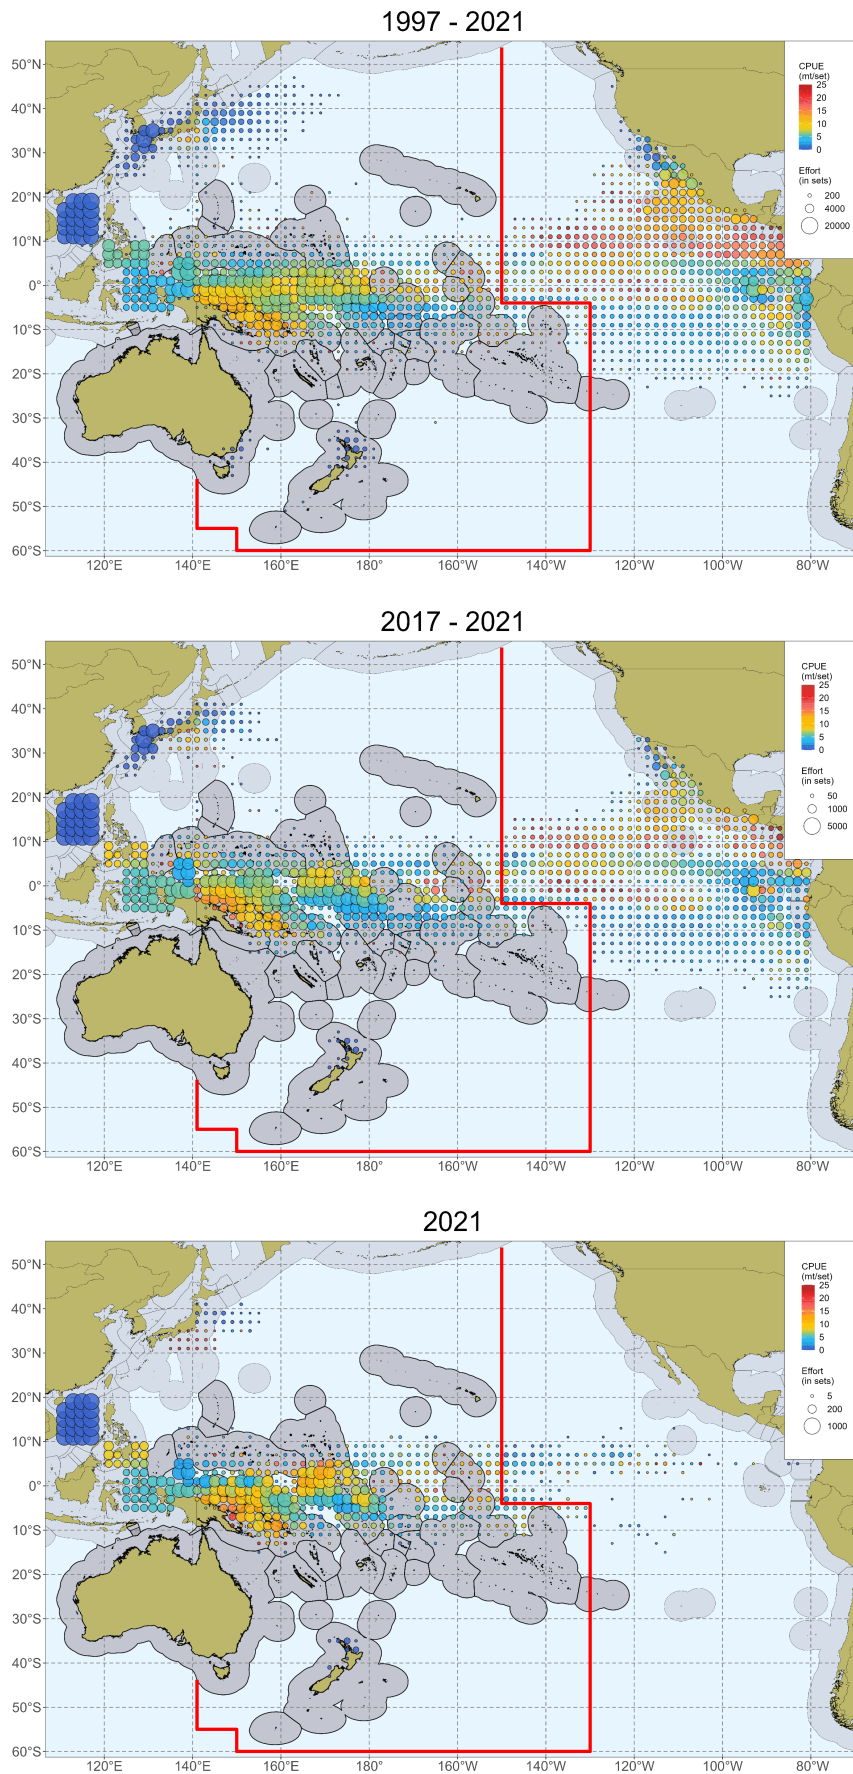 1997 - 2021
50°N
40°N
30°N
20°N
10°N
0°
10°S
20°S
30°S
40°S
50°S
60°S
120°E
140°E
160°E
180°
160°W
140°W
120°W
100°W
80°W
CPUE
(mt/set)
25
20
15
10
5
0
Effort
(in sets)
200
4000
20000
2017 - 2021
50°N
40°N
30°N
20°N
10°N
0°
10°S
20°S
30°S
40°S
50°S
60°S
120°E
140°E
160°E
180°
160°W
140°W
120°W
100°W
80°W
CPUE
(mt/set)
25
20
15
10
5
0
Effort
(in sets)
50
1000
5000
2021
50°N
40°N
30°N
20°N
10°N
0°
10°S
20°S
30°S
40°S
50°S
60°S
120°E
140°E
160°E
180°
160°W
140°W
120°W
100°W
80°W
CPUE
(mt/set)
25
20
15
10
5
0
Effort
(in sets)
5
200
1000